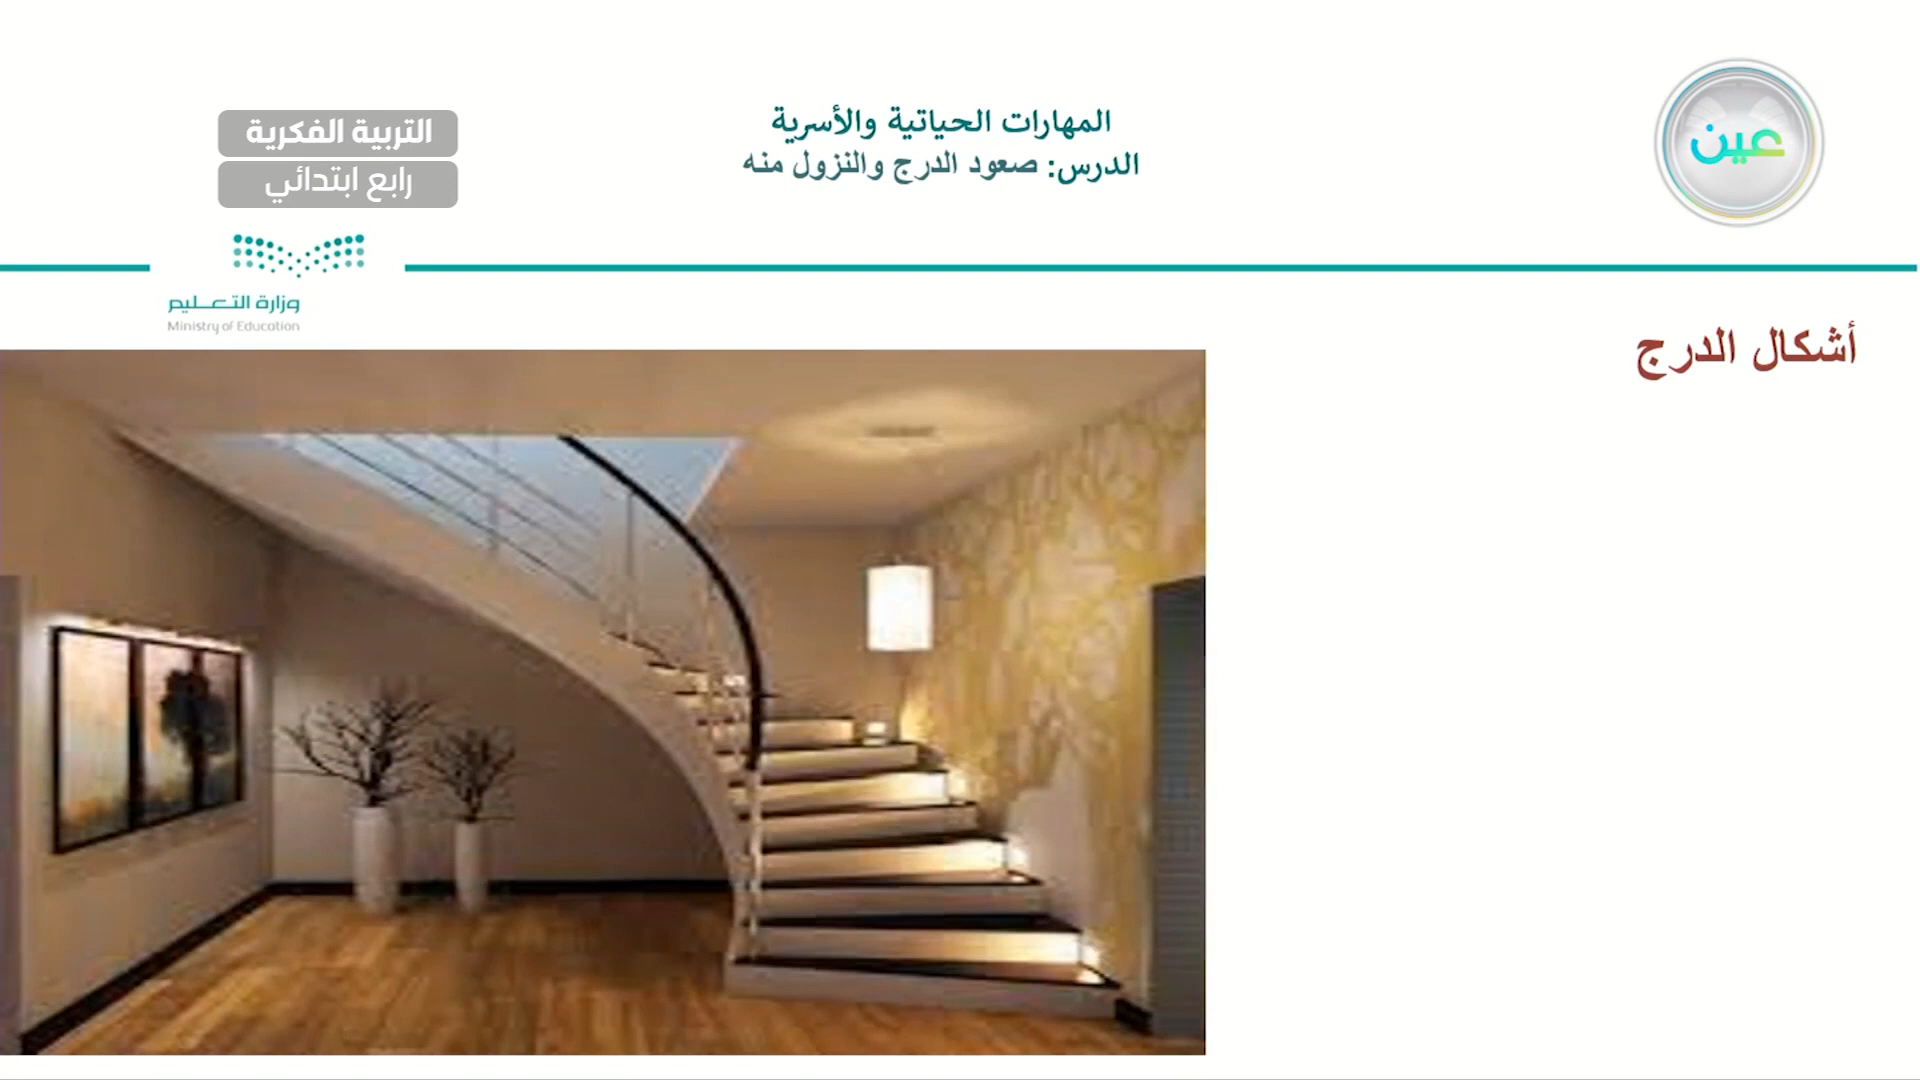 المهارات الحياتية والأسرية
الدرس: صعود الدرج والنزول منه
عين
التربية الفكرية
رابع ابتدائي
وزارة التعليم
Ministry of Education
أشكال الدرج